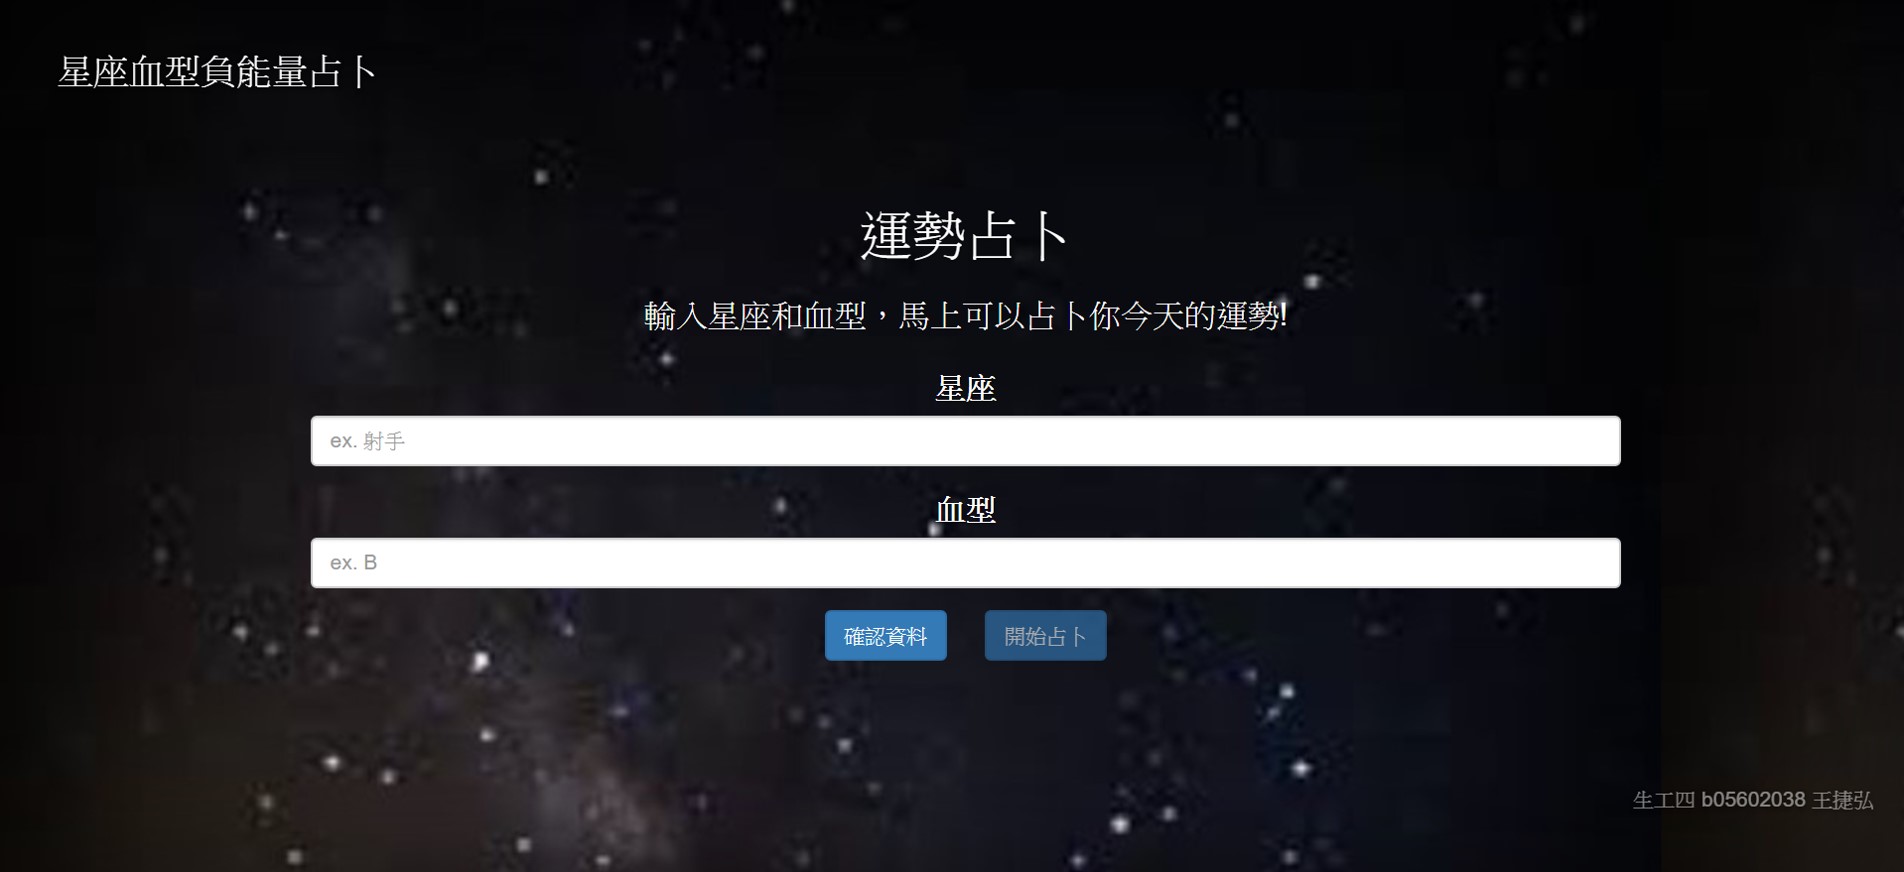 星座血型負能量占卜
運勢占卜
輸入星座和血型，馬上可以占卜你今天的運勢!
星座
ex. 射手
血型
ex. B
確認資料 開始占卜
生工四 b05602038 王捷弘